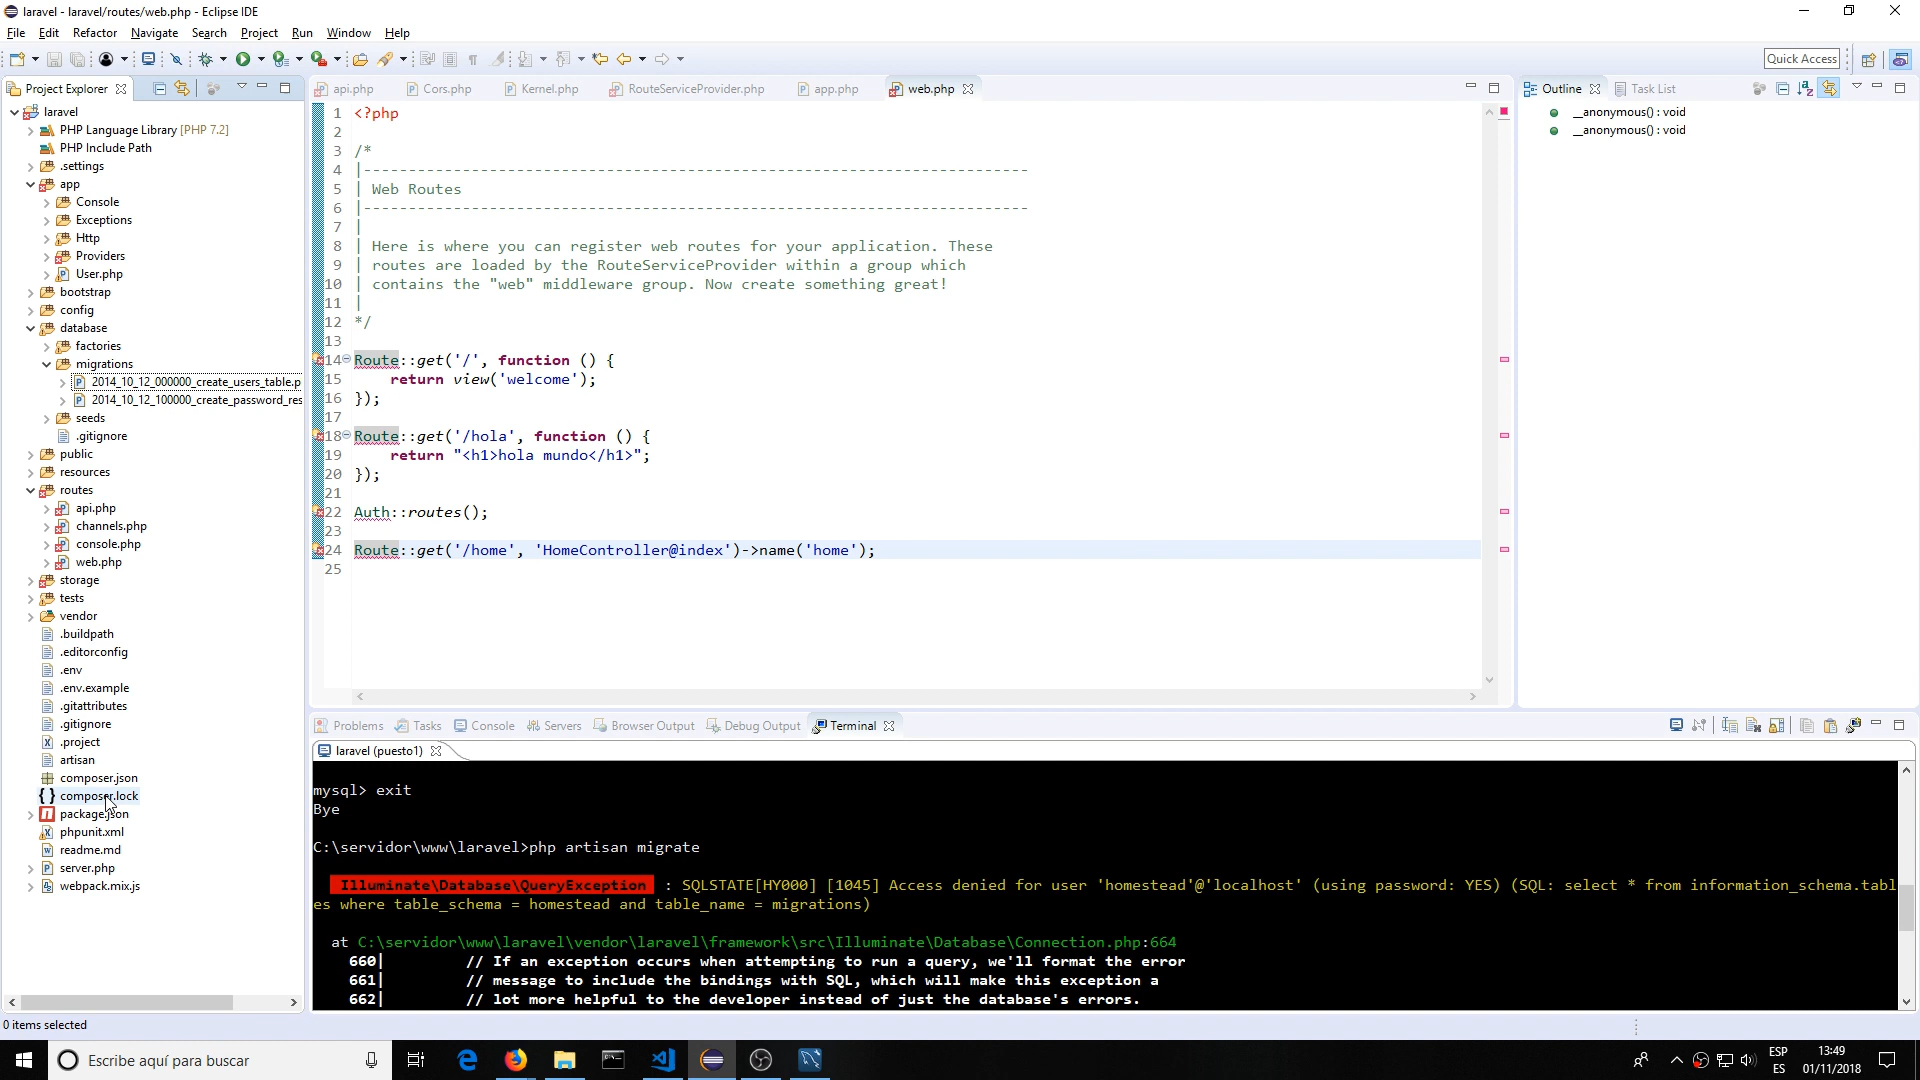 laravel - laravel/routes/web.php - Eclipse IDE
File Edit Refactor Navigate Search Project Run Window Help
Quick Access
Project Explorer
laravel
PHP Language Library [PHP 7.2]
PHP Include Path
.settings
app
Console
Exceptions
Http
Providers
User.php
bootstrap
config
database
factories
migrations
2014_10_12_000000_create_users_table.p
2014_10_12_100000_create_password_res
seeds
.gitignore
public
resources
routes
api.php
channels.php
console.php
web.php
storage
tests
vendor
.buildpath
.editorconfig
.env
.env.example
.gitattributes
.gitignore
.project
artisan
composer.json
composer.lock
package.json
phpunit.xml
readme.md
server.php
webpack.mix.js
api.php Cors.php Kernel.php RouteServiceProvider.php app.php web.php
1 <?php
2
3 /*
4 |--------------------------------------------------------------------------
5 | Web Routes
6 |--------------------------------------------------------------------------
7 |
8 | Here is where you can register web routes for your application. These
9 | routes are loaded by the RouteServiceProvider within a group which
10 | contains the "web" middleware group. Now create something great!
11 |
12 */
13
14 Route::get('/', function () {
15 return view('welcome');
16 });
17
18 Route::get('/hola', function () {
19 return "<h1>hola mundo</h1>";
20 });
21
22 Auth::routes();
23
24 Route::get('/home', 'HomeController@index')->name('home');
25
Outline Task List
__anonymous() : void
__anonymous() : void
Problems Tasks Console Servers Browser Output Debug Output Terminal
laravel (puesto1)
mysql> exit
Bye
C:\servidor\www\laravel>php artisan migrate
Illuminate\Database\QueryException : SQLSTATE[HY000] [1045] Access denied for user 'homestead'@'localhost' (using password: YES) (SQL: select * from information_schema.tabl
es where table_schema = homestead and table_name = migrations)
at C:\servidor\www\laravel\vendor\laravel\framework\src\Illuminate\Database\Connection.php:664
660| // If an exception occurs when attempting to run a query, we'll format the error
661| // message to include the bindings with SQL, which will make this exception a
662| // lot more helpful to the developer instead of just the database's errors.
0 items selected
Escribe aquí para buscar
ESP
ES
13:49
01/11/2018